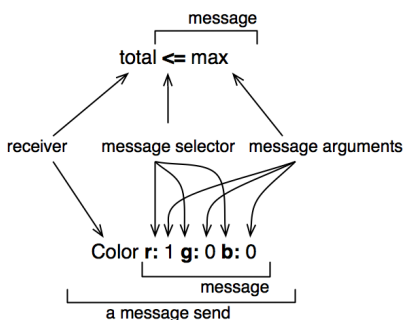 message
total <= max
receiver message selector message arguments
Color r: 1 g: 0 b: 0
message
a message send